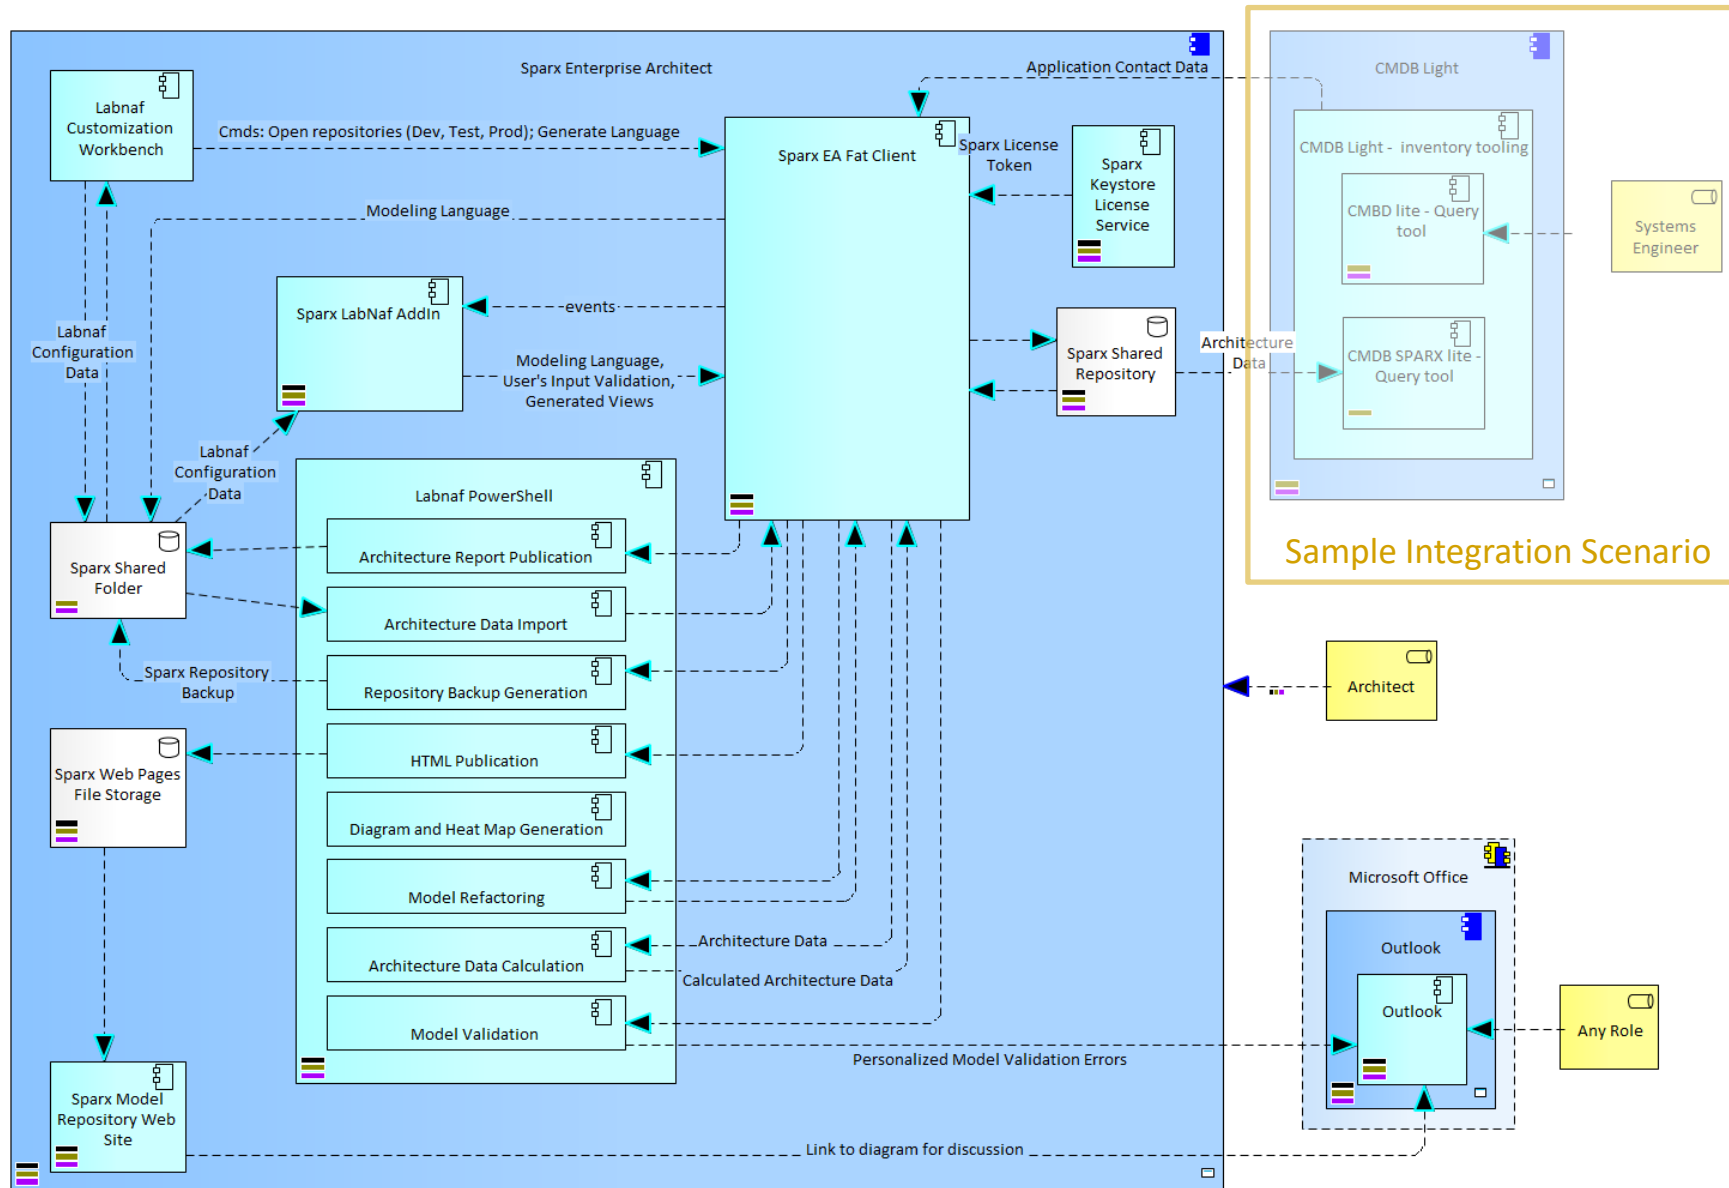 Sparx Enterprise Architect
Application Contact Data
CMDB Light
Labnaf
Customization
Workbench
Cmds: Open repositories (Dev, Test, Prod); Generate Language
Sparx EA Fat Client
Sparx License
Token
Sparx
Keystore
License
Service
CMDB Light -  inventory tooling
CMBD lite - Query
tool
Systems
Engineer
Modeling Language
Sparx LabNaf AddIn
events
Labnaf
Configuration
Data
Modeling Language,
User's Input Validation,
Generated Views
Sparx Shared
Repository
Architecture
Data
CMDB SPARX lite -
Query tool
Labnaf
Configuration
Data
Labnaf PowerShell
Sample Integration Scenario
Sparx Shared
Folder
Architecture Report Publication
Architecture Data Import
Sparx Repository
Backup
Repository Backup Generation
Architect
Sparx Web Pages
File Storage
HTML Publication
Diagram and Heat Map Generation
Microsoft Office
Model Refactoring
Architecture Data
Outlook
Architecture Data Calculation
Calculated Architecture Data
Outlook
Any Role
Model Validation
Personalized Model Validation Errors
Sparx Model
Repository Web
Site
Link to diagram for discussion